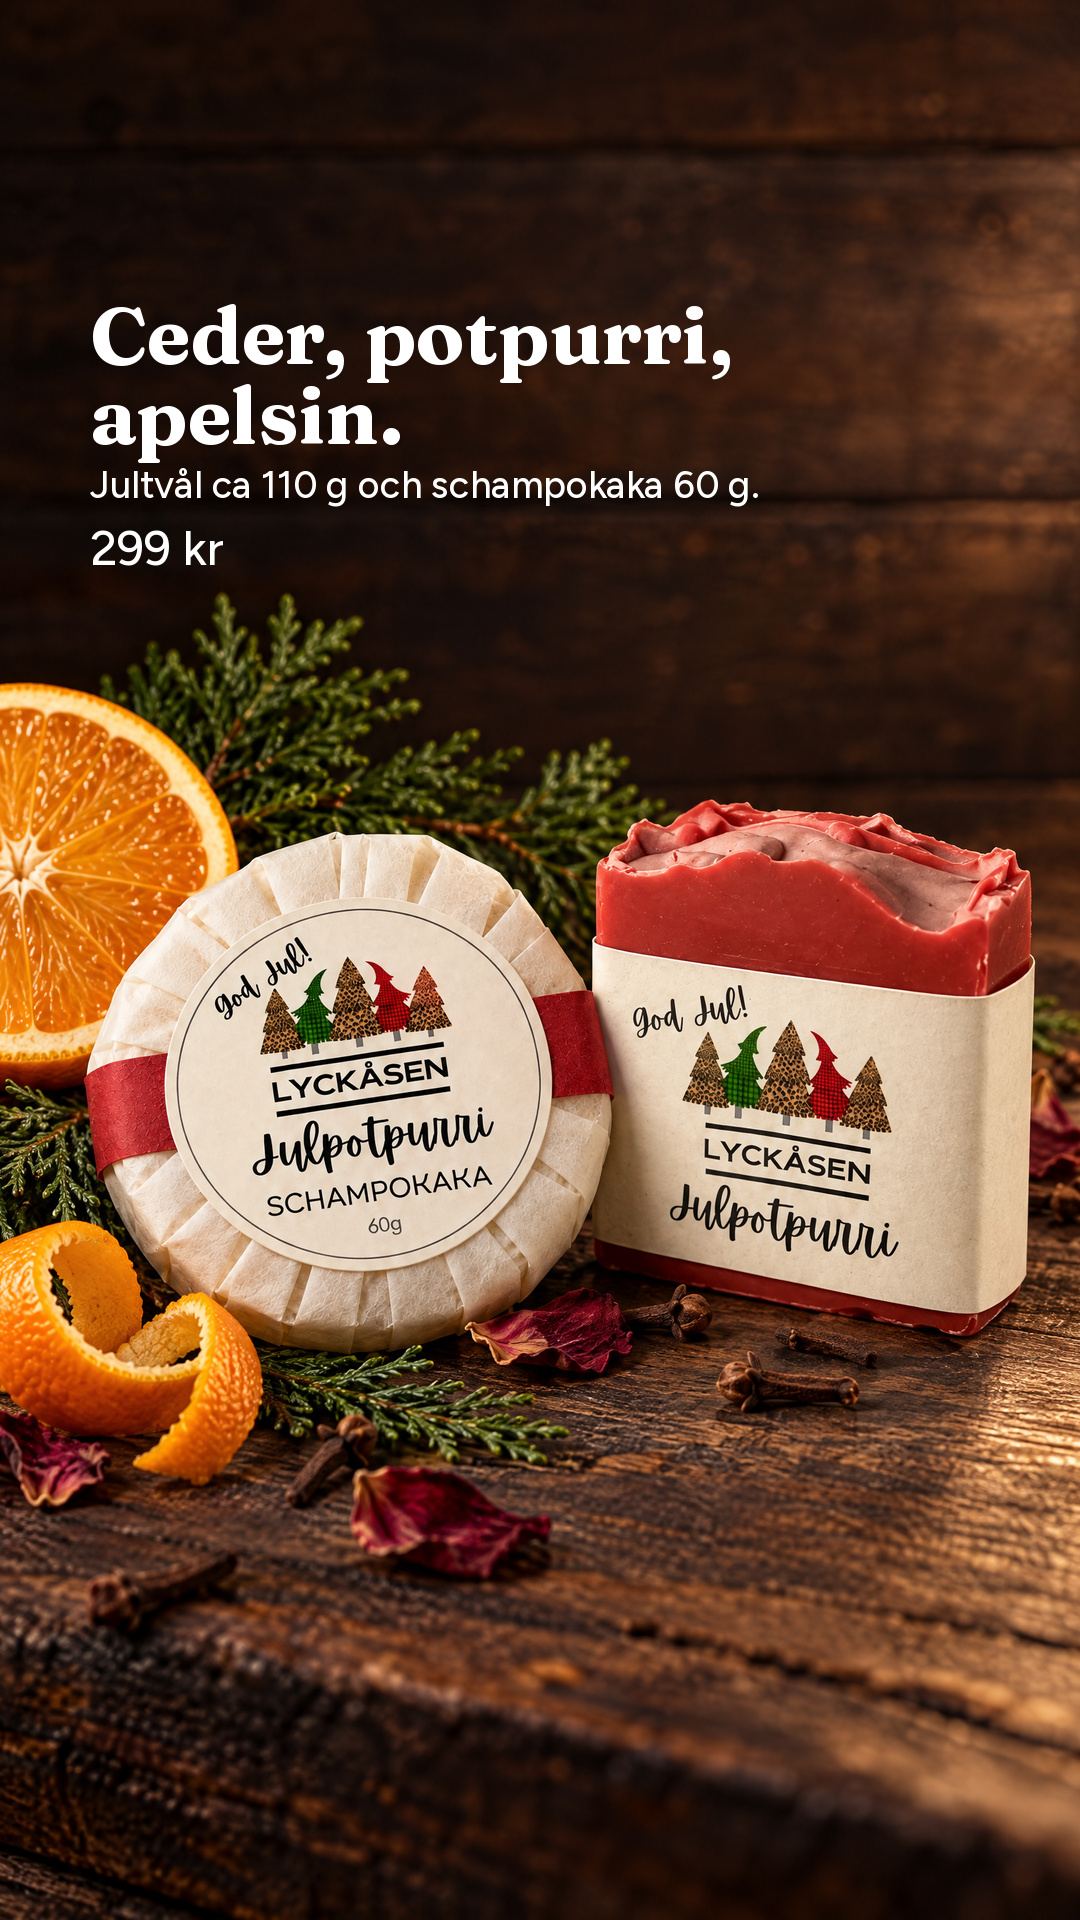 Ceder, potpurri,
apelsin.
Jultvål ca 110 g och schampokaka 60 g.
299 kr
God Jul!
LYCKÅSEN
Julpotpurri
SCHAMPOKAKA
60g
God Jul!
LYCKÅSEN
Julpotpurri